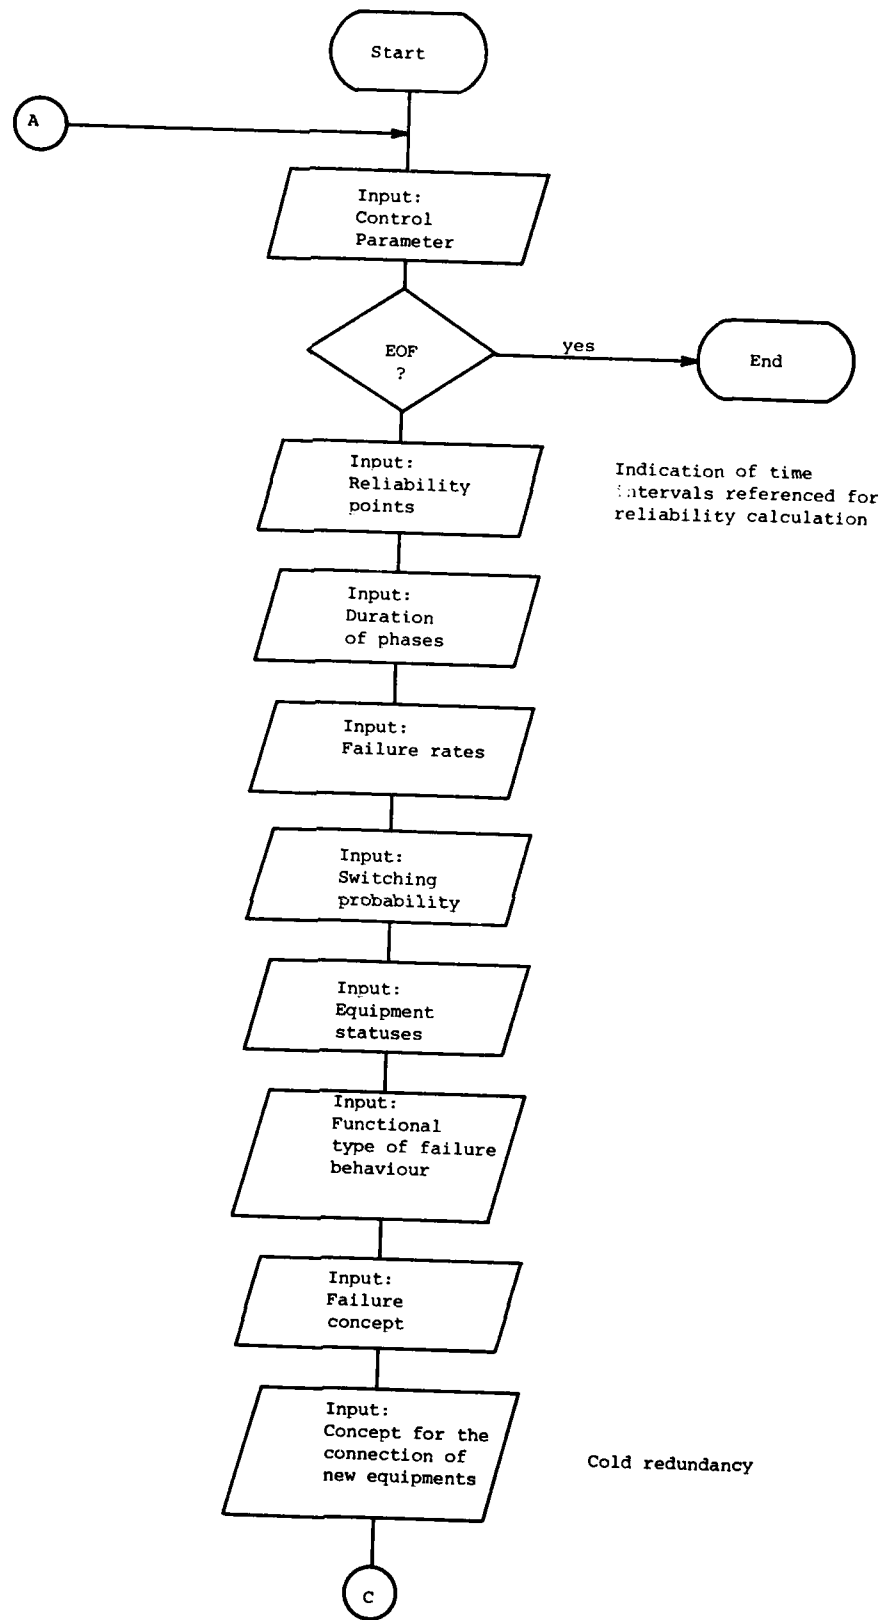 Start
A
Input:
Control
Parameter
EOF
?
yes
End
Input:
Reliability
points
Indication of time
intervals referenced for
reliability calculation
Input:
Duration
of phases
Input:
Failure rates
Input:
Switching
probability
Input:
Equipment
statuses
Input:
Functional
type of failure
behaviour
Input:
Failure
concept
Input:
Concept for the
connection of
new equipments
Cold redundancy
C